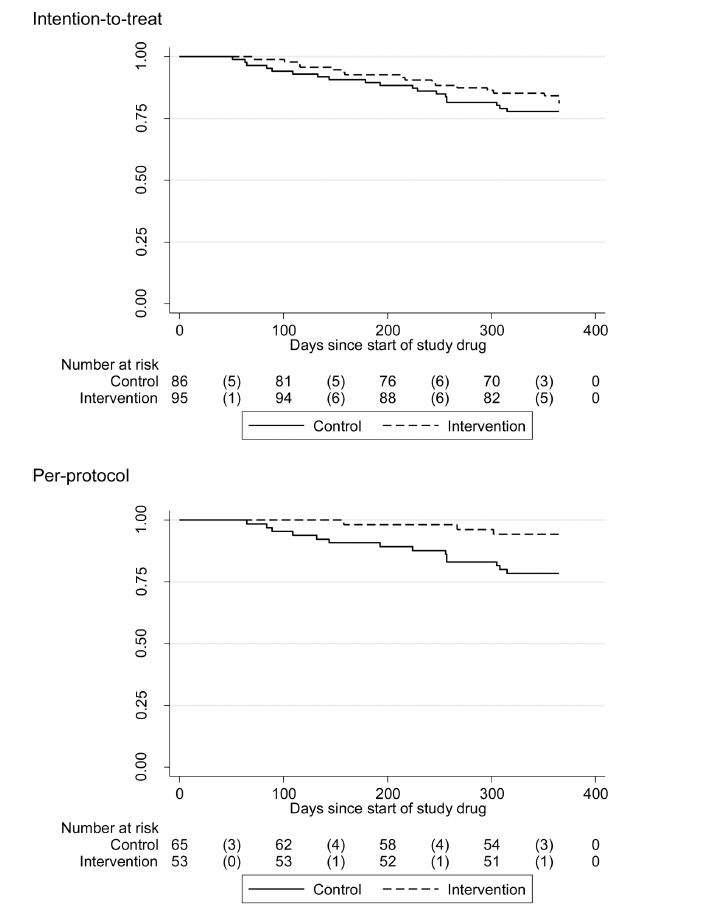 Intention-to-treat
1.00
0.75
0.50
0.25
0.00
0 100 200 300 400
Days since start of study drug
Number at risk
Control 86 (5) 81 (5) 76 (6) 70 (3) 0
Intervention 95 (1) 94 (6) 88 (6) 82 (5) 0
Control Intervention
Per-protocol
1.00
0.75
0.50
0.25
0.00
0 100 200 300 400
Days since start of study drug
Number at risk
Control 65 (3) 62 (4) 58 (4) 54 (3) 0
Intervention 53 (0) 53 (1) 52 (1) 51 (1) 0
Control Intervention